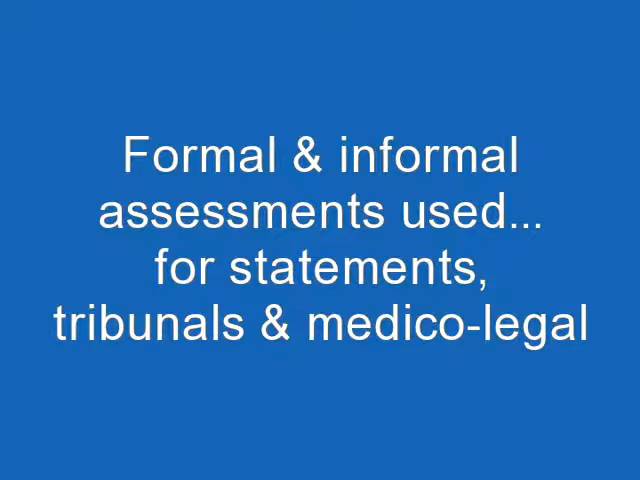 Formal & informal
assessments used...
for statements,
tribunals & medico-legal